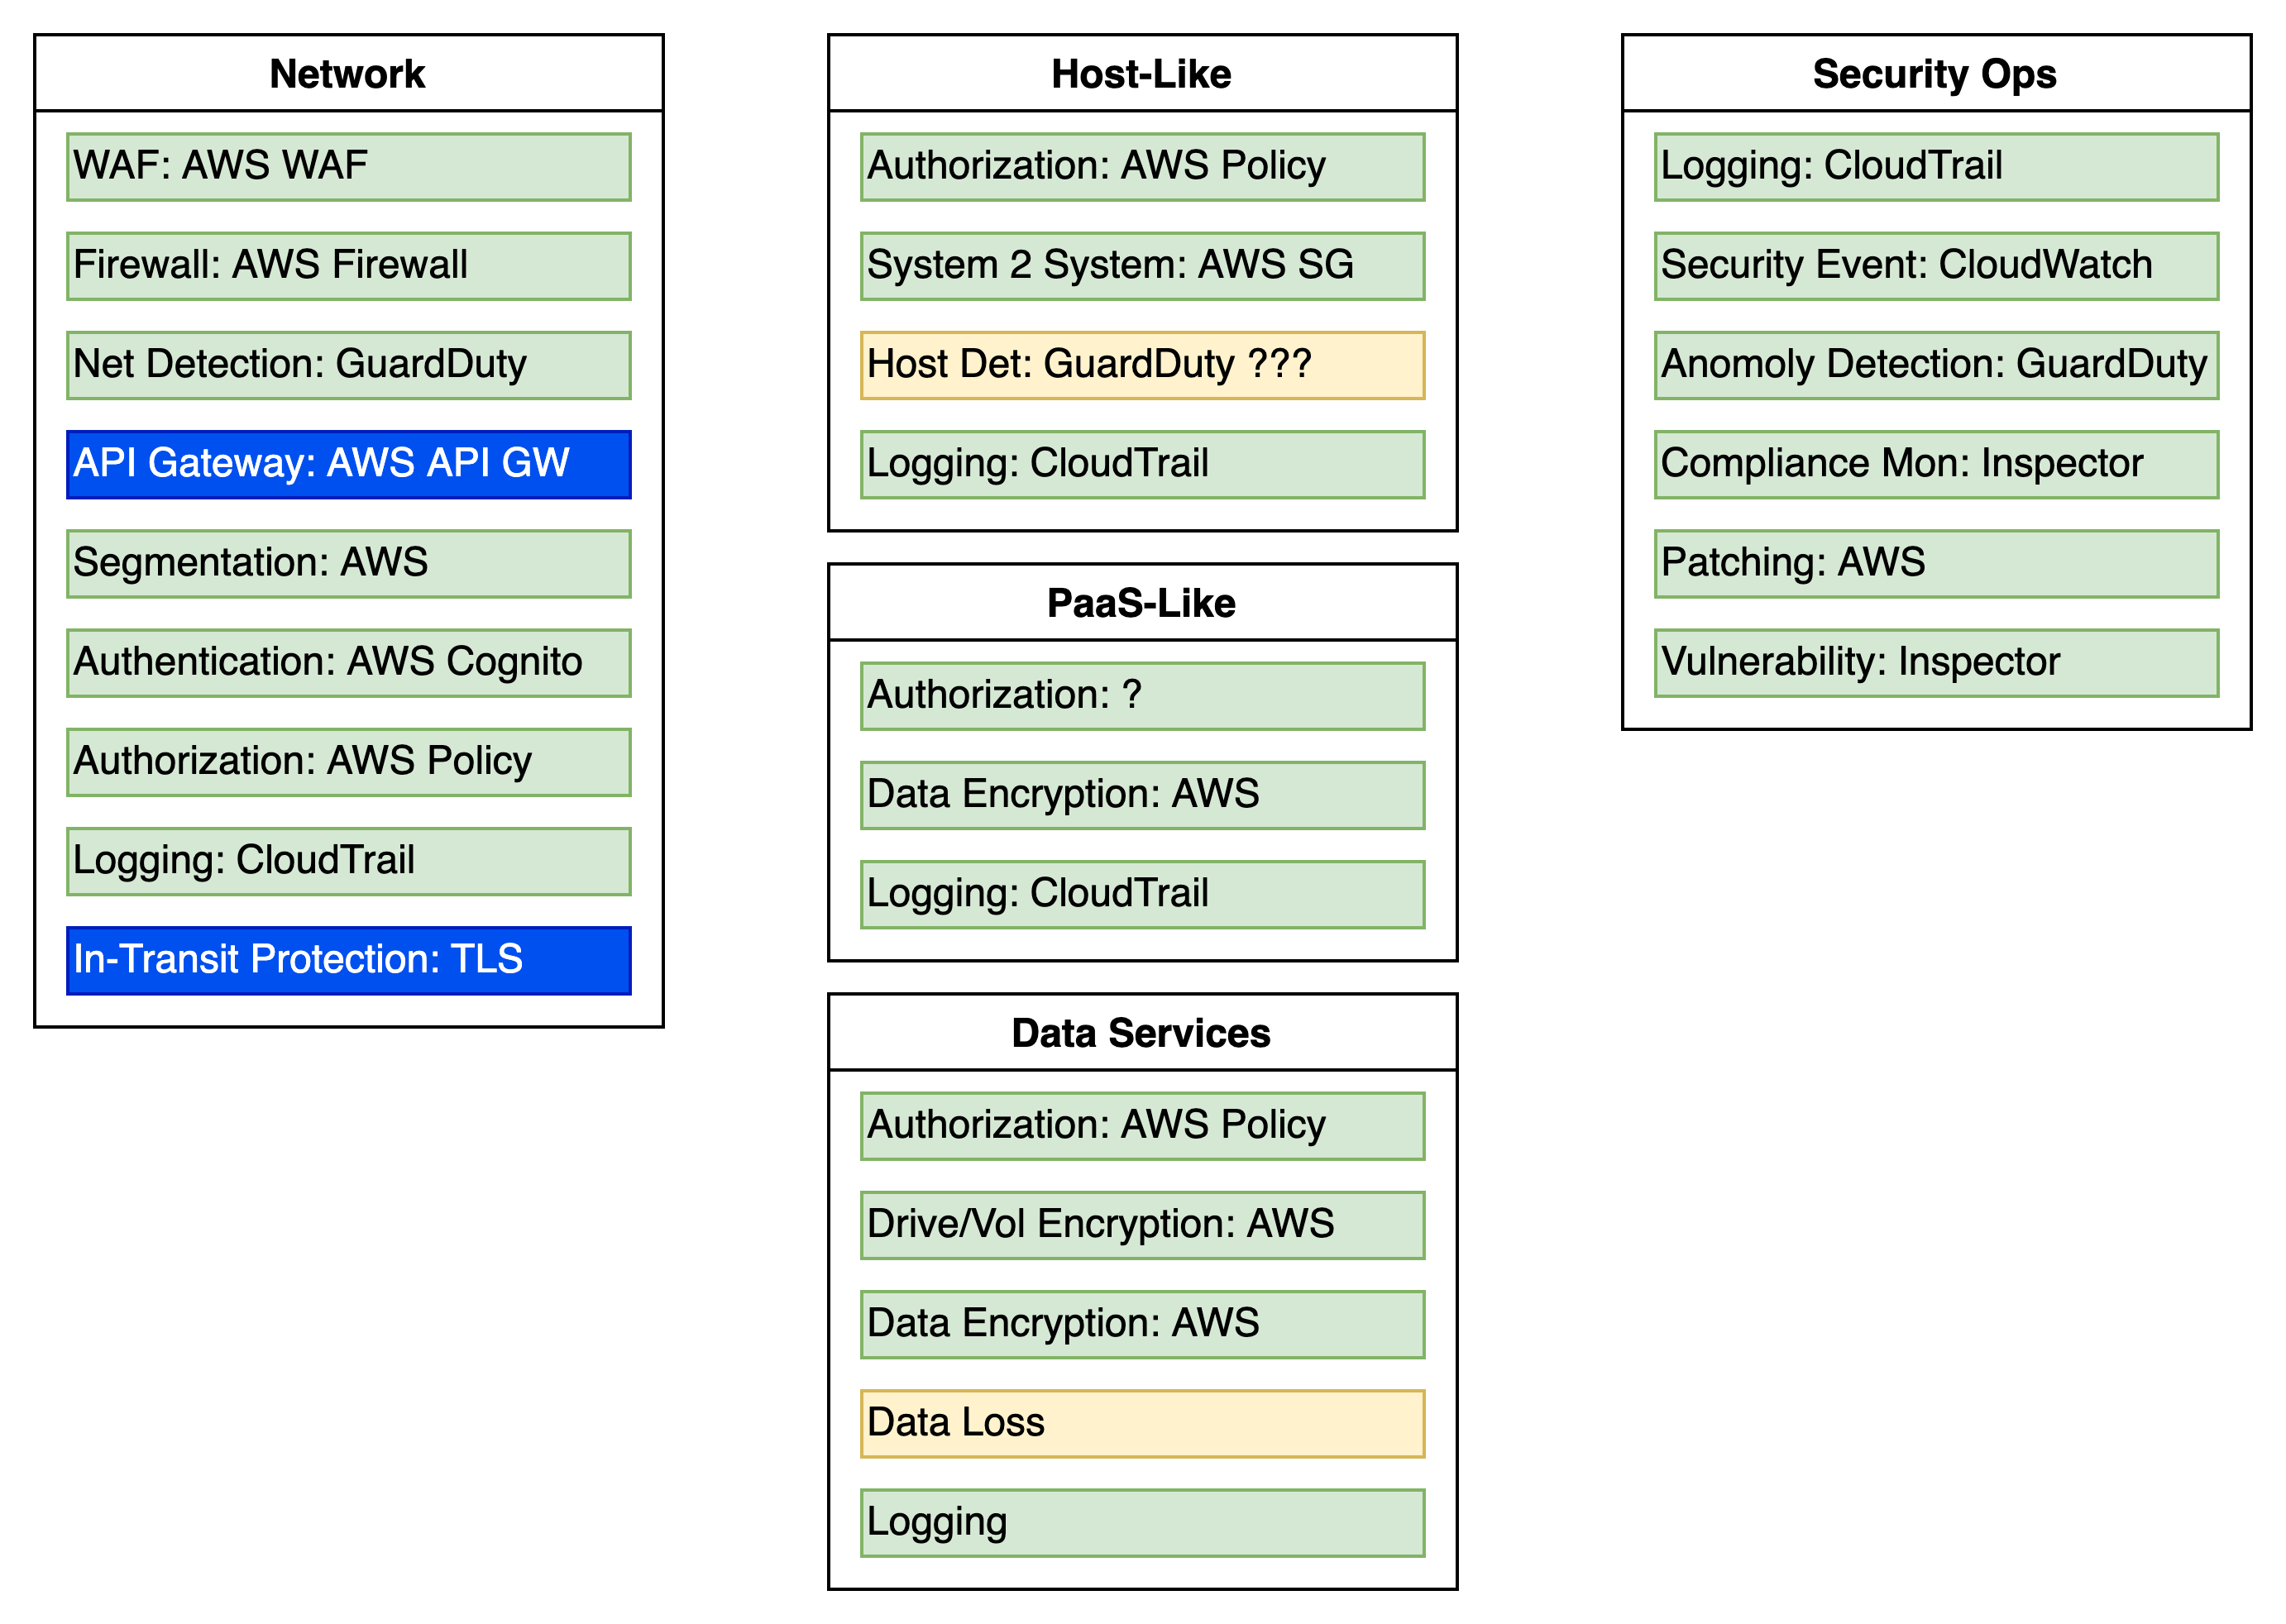 Network
WAF: AWS WAF
Firewall: AWS Firewall
Net Detection: GuardDuty
API Gateway: AWS API GW
Segmentation: AWS
Authentication: AWS Cognito
Authorization: AWS Policy
Logging: CloudTrail
In-Transit Protection: TLS
Host-Like
Authorization: AWS Policy
System 2 System: AWS SG
Host Det: GuardDuty ???
Logging: CloudTrail
PaaS-Like
Authorization: ?
Data Encryption: AWS
Logging: CloudTrail
Data Services
Authorization: AWS Policy
Drive/Vol Encryption: AWS
Data Encryption: AWS
Data Loss
Logging
Security Ops
Logging: CloudTrail
Security Event: CloudWatch
Anomoly Detection: GuardDuty
Compliance Mon: Inspector
Patching: AWS
Vulnerability: Inspector